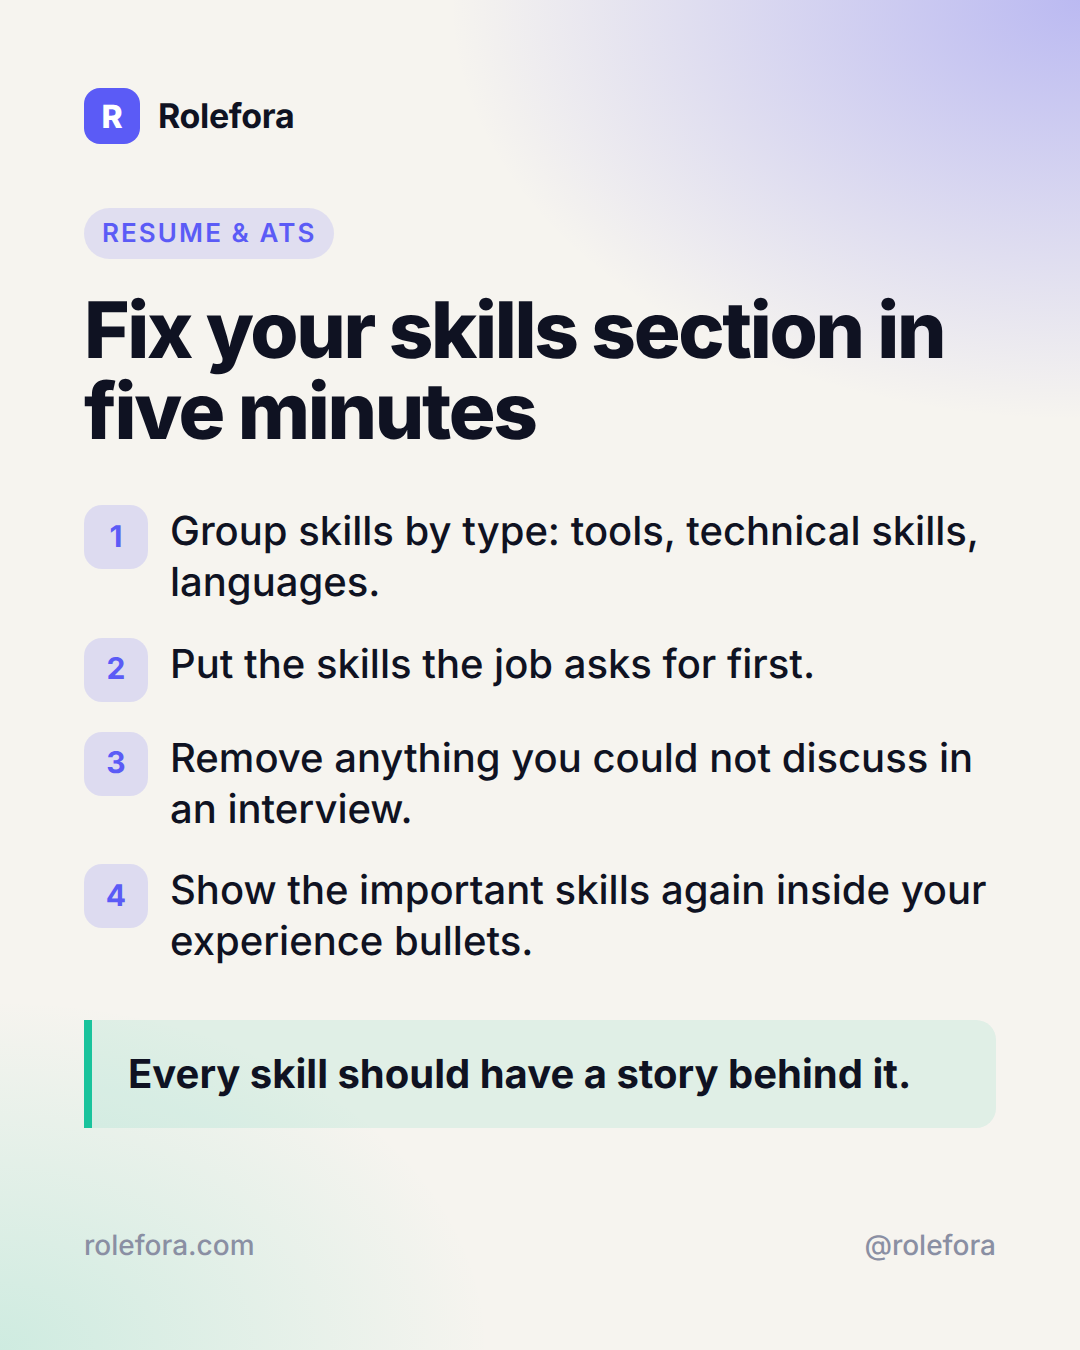 R Rolefora
RESUME & ATS
Fix your skills section in
five minutes
1 Group skills by type: tools, technical skills,
languages.
2 Put the skills the job asks for first.
3 Remove anything you could not discuss in
an interview.
4 Show the important skills again inside your
experience bullets.
Every skill should have a story behind it.
rolefora.com @rolefora